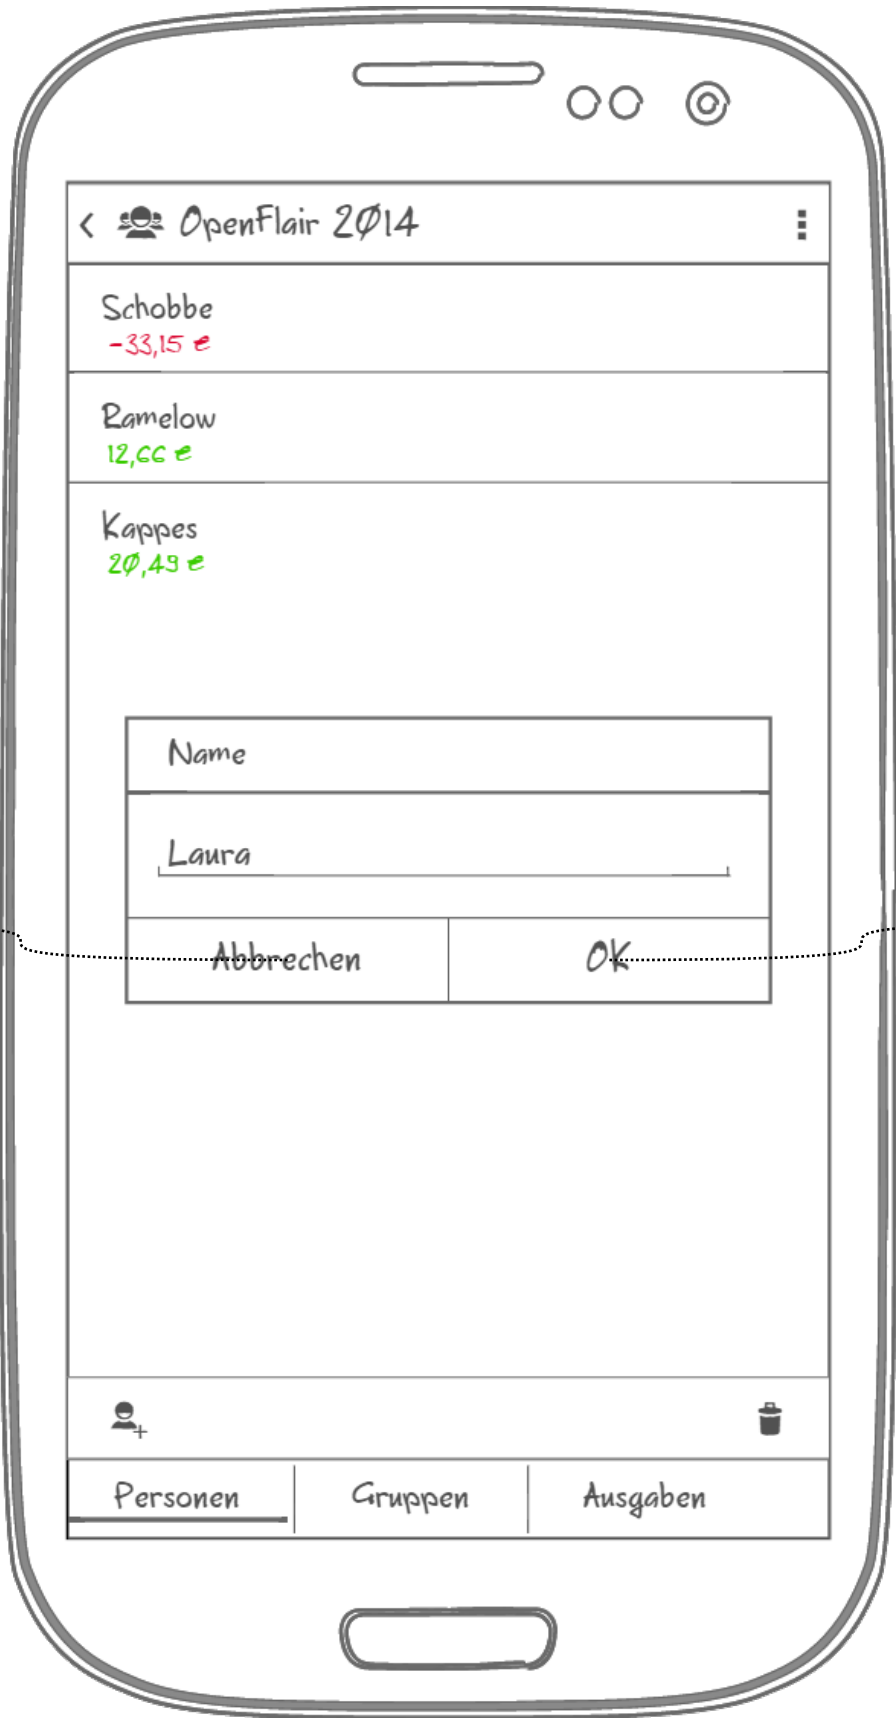 OpenFlair 2014
Schobbe
-33,15 €
Ramelow
12,66 €
Kappes
20,49 €
Name
Laura
Abbrechen OK
Personen Gruppen Ausgaben